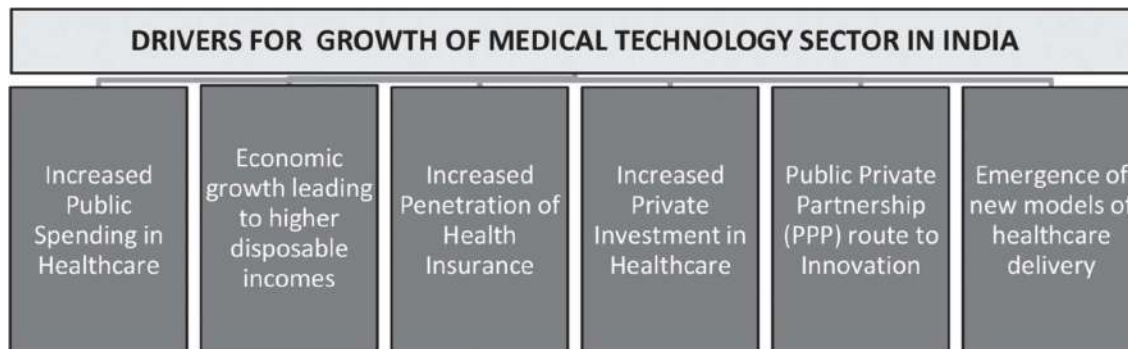 DRIVERS FOR GROWTH OF MEDICAL TECHNOLOGY SECTOR IN INDIA
Increased
Public
Spending in
Healthcare
Economic
growth leading
to higher
disposable
incomes
Increased
Penetration of
Health
Insurance
Increased
Private
Investment in
Healthcare
Public Private
Partnership
(PPP) route to
Innovation
Emergence of
new models of
healthcare
delivery